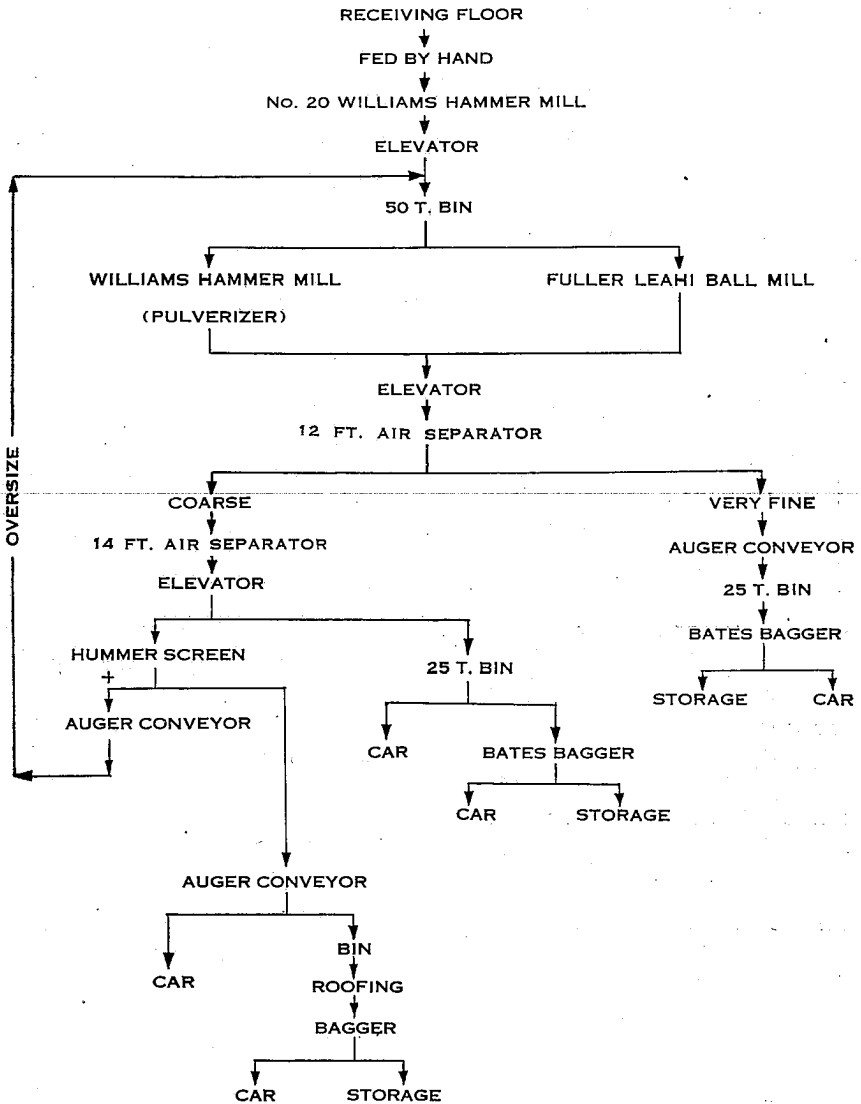 RECEIVING FLOOR
FED BY HAND
No. 20 WILLIAMS HAMMER MILL
ELEVATOR
50 T. BIN
WILLIAMS HAMMER MILL
FULLER LEAHI BALL MILL
(PULVERIZER)
ELEVATOR
12 FT. AIR SEPARATOR
OVERSIZE
COARSE
VERY FINE
14 FT. AIR SEPARATOR
AUGER CONVEYOR
ELEVATOR
25 T. BIN
BATES BAGGER
HUMMER SCREEN
+
25 T. BIN
STORAGE
CAR
AUGER CONVEYOR
CAR
BATES BAGGER
CAR
STORAGE
AUGER CONVEYOR
BIN
CAR
ROOFING
BAGGER
CAR
STORAGE